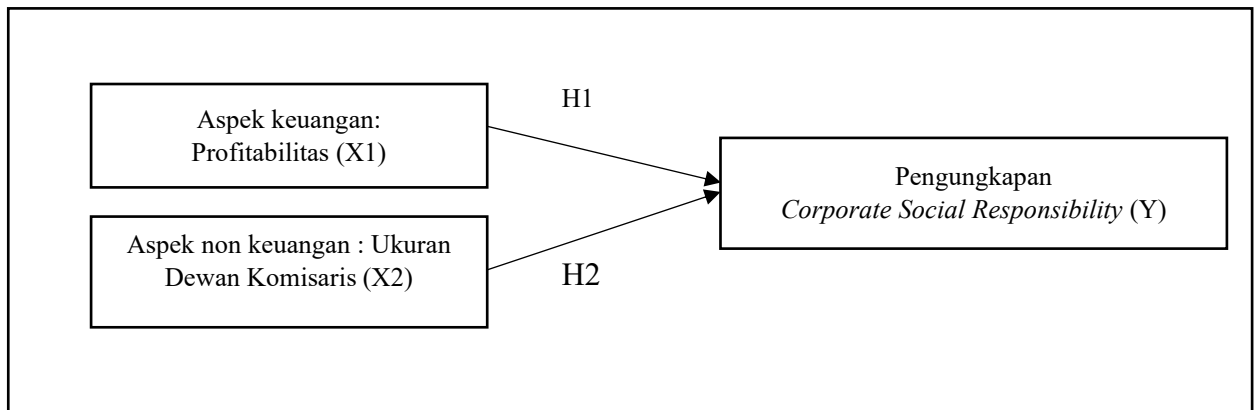 H1
Aspek keuangan:
Profitabilitas (X1)
Pengungkapan
Corporate Social Responsibility (Y)
Aspek non keuangan : Ukuran
Dewan Komisaris (X2)
H2